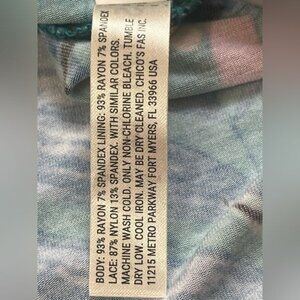 BODY: 93% RAYON 7% SPANDEX LINING: 93% RAYON 7% SPANDEX
LACE: 87% NYLON 13% SPANDEX. WITH SIMILAR COLORS.
MACHINE WASH COLD. ONLY NON-CHLORINE BLEACH. TUMBLE
DRY LOW. COOL IRON. MAY BE DRY CLEANED. CHICO'S FAS INC.
11215 METRO PARKWAY FORT MYERS, FL 33966 USA